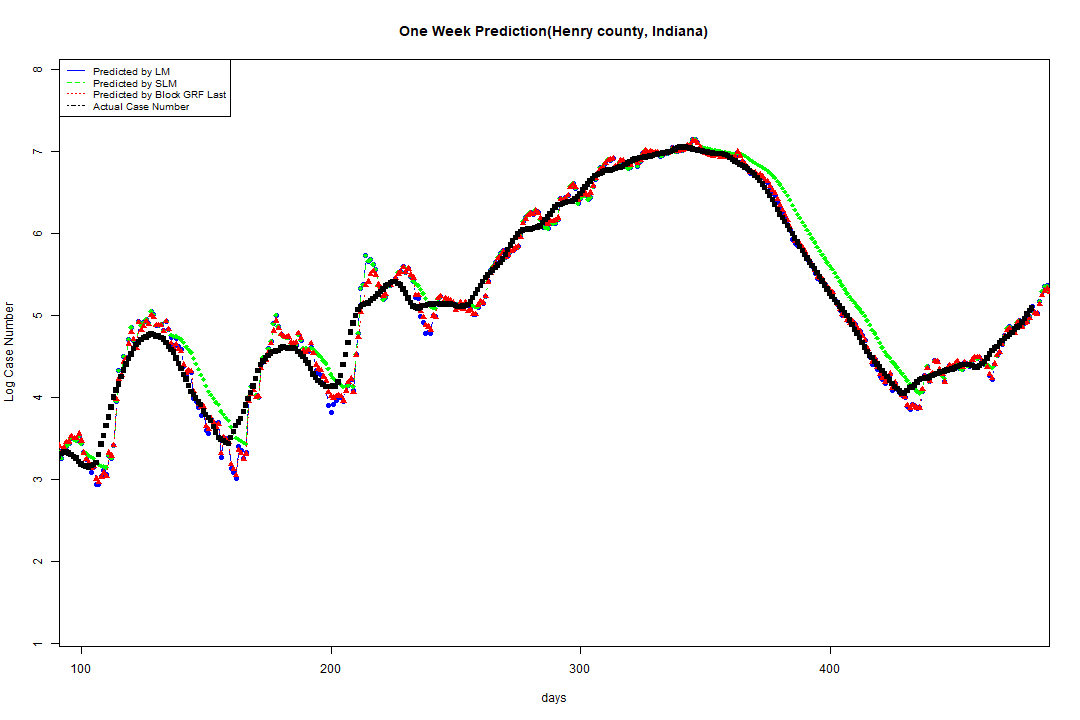 One Week Prediction(Henry county, Indiana)
Predicted by LM
Predicted by SLM
Predicted by Block GRF Last
Actual Case Number
8
7
6
5
4
3
2
1
Log Case Number
100 200 300 400
days